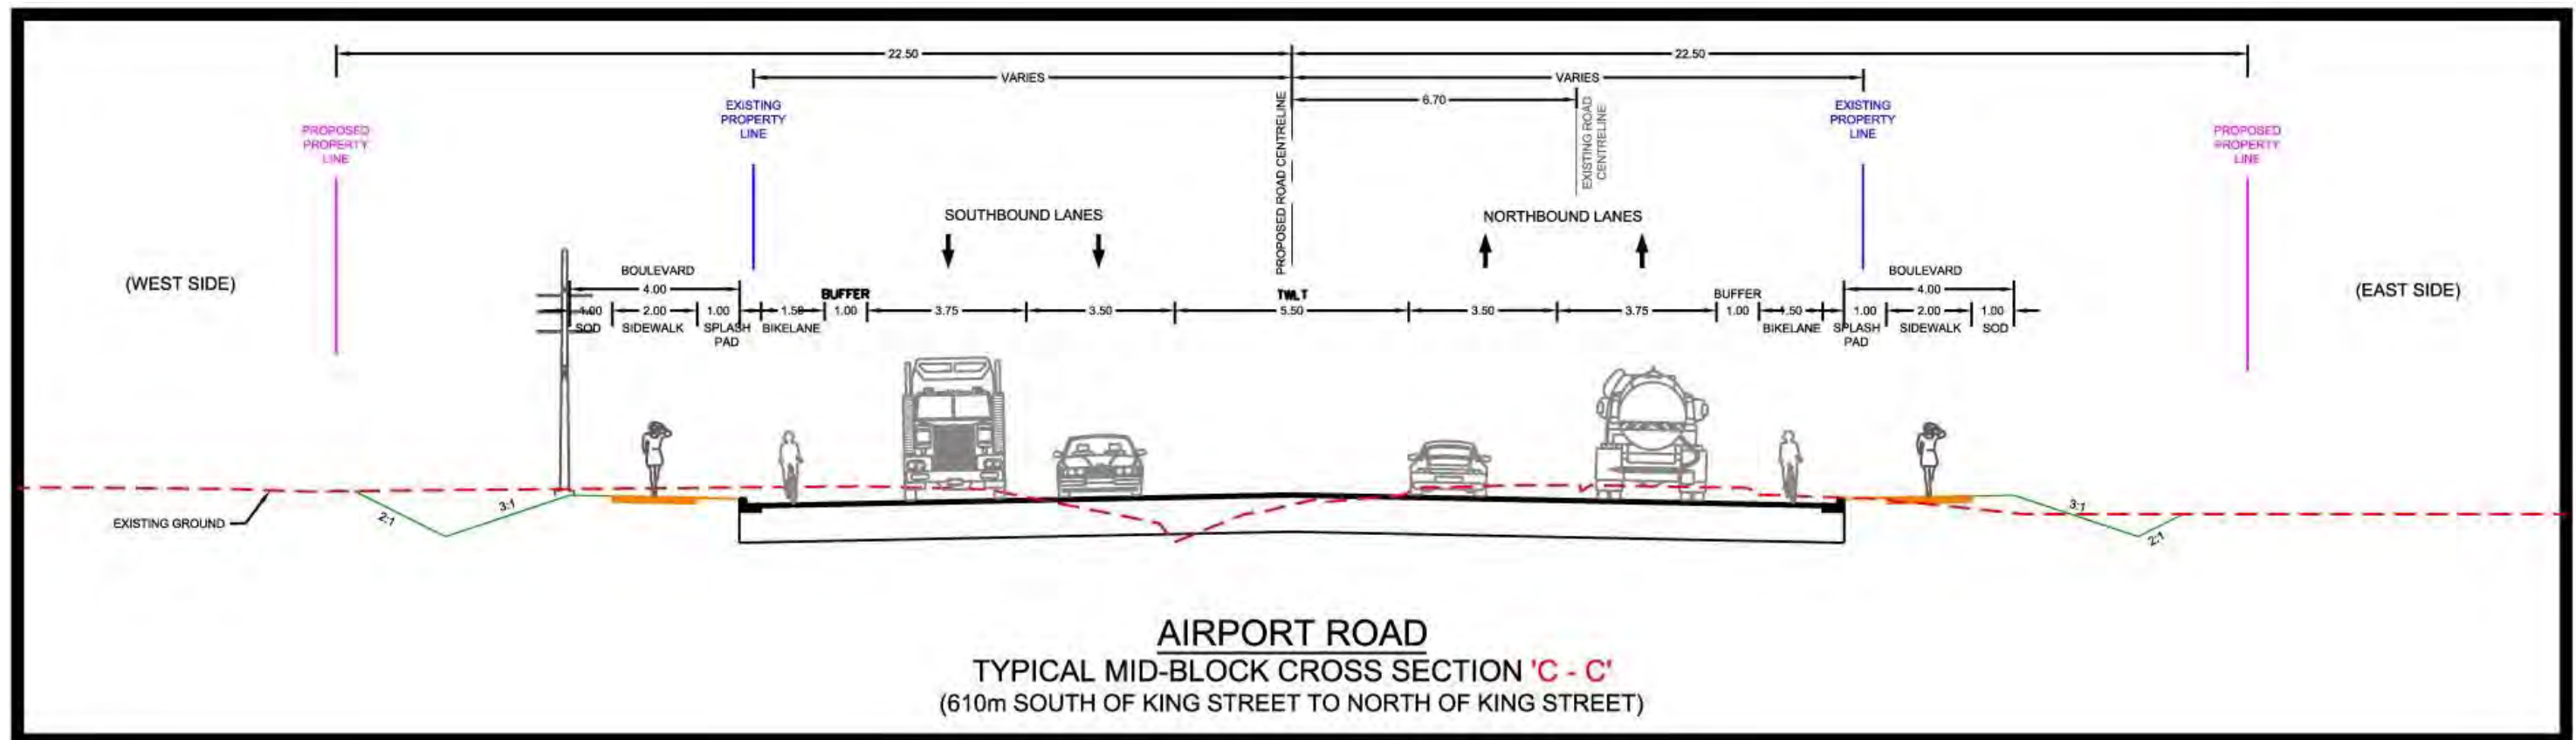 22.50
22.50
VARIES
VARIES
6.70
PROPOSED
PROPERTY
LINE
EXISTING
PROPERTY
LINE
PROPOSED ROAD CENTRELINE
EXISTING ROAD
CENTRELINE
EXISTING
PROPERTY
LINE
PROPOSED
PROPERTY
LINE
SOUTHBOUND LANES
NORTHBOUND LANES
(WEST SIDE)
(EAST SIDE)
BOULEVARD
4.00
1.00
SOD
2.00
SIDEWALK
1.00
SPLASH
PAD
1.50
BIKELANE
BUFFER
1.00
3.75
3.50
TWLT
5.50
3.50
3.75
BUFFER
1.00
1.50
BIKELANE
BOULEVARD
4.00
1.00
SPLASH
PAD
2.00
SIDEWALK
1.00
SOD
EXISTING GROUND
2:1
3:1
3:1
2:1
AIRPORT ROAD
TYPICAL MID-BLOCK CROSS SECTION 'C - C'
(610m SOUTH OF KING STREET TO NORTH OF KING STREET)